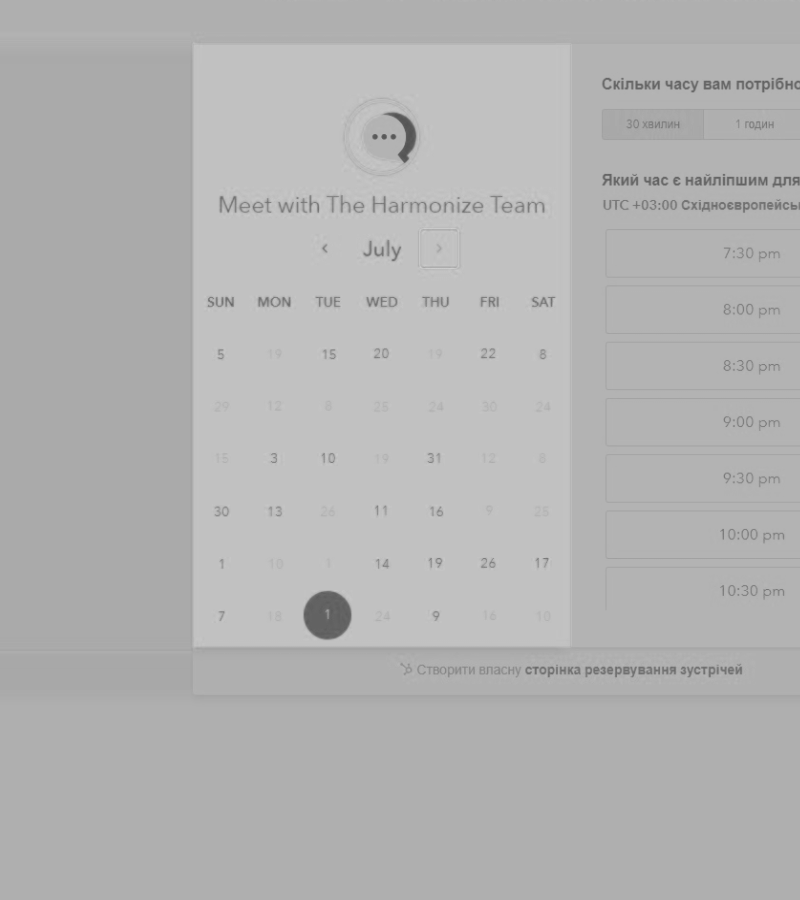 Meet with The Harmonize Team
‹ July ›
SUN MON TUE WED THU FRI SAT
5 19 15 20 19 22 8
29 12 8 25 24 30 24
15 3 10 19 31 12 8
30 13 26 11 16 9 25
1 10 1 14 19 26 17
7 18 1 24 9 16 10
Скільки часу вам потрібно
30 хвилин 1 годин
Який час є найліпшим для
UTC +03:00 Східноєвропейсь
7:30 pm
8:00 pm
8:30 pm
9:00 pm
9:30 pm
10:00 pm
10:30 pm
Створити власну сторінка резервування зустрічей